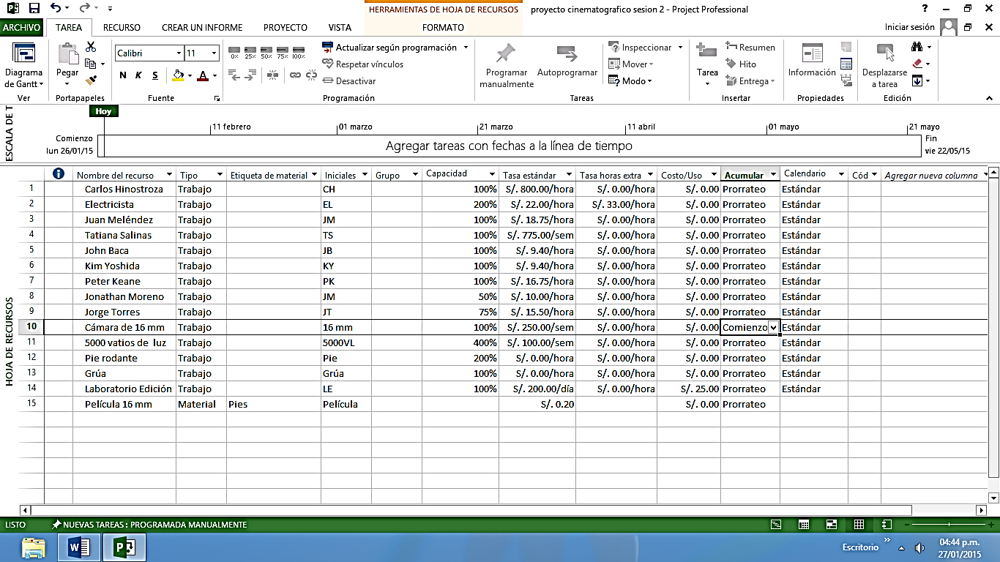 HERRAMIENTAS DE HOJA DE RECURSOS proyecto cinematografico sesion 2 - Project Professional
ARCHIVO TAREA RECURSO CREAR UN INFORME PROYECTO VISTA FORMATO Iniciar sesión
Diagrama de Gantt
Ver
Pegar
Portapapeles
Calibri 11
N K S
Fuente
0% 25% 50% 75% 100%
Actualizar según programación
Respetar vínculos
Desactivar
Programación
Programar manualmente
Autoprogramar
Inspeccionar
Mover
Modo
Tareas
Tarea
Resumen
Hito
Entrega
Insertar
Información
Propiedades
Desplazarse a tarea
Edición
ESCALA DE T
Hoy
11 febrero 01 marzo 21 marzo 11 abril 01 mayo 21 mayo
Comienzo
lun 26/01/15
Agregar tareas con fechas a la línea de tiempo
Fin
vie 22/05/15
HOJA DE RECURSOS
Nombre del recurso Tipo Etiqueta de material Iniciales Grupo Capacidad Tasa estándar Tasa horas extra Costo/Uso Acumular Calendario Cód Agregar nueva columna
1 Carlos Hinostroza Trabajo CH 100% S/. 800.00/hora S/. 0.00/hora S/. 0.00 Prorrateo Estándar
2 Electricista Trabajo EL 200% S/. 22.00/hora S/. 33.00/hora S/. 0.00 Prorrateo Estándar
3 Juan Meléndez Trabajo JM 100% S/. 18.75/hora S/. 0.00/hora S/. 0.00 Prorrateo Estándar
4 Tatiana Salinas Trabajo TS 100% S/. 775.00/sem S/. 0.00/hora S/. 0.00 Prorrateo Estándar
5 John Baca Trabajo JB 100% S/. 9.40/hora S/. 0.00/hora S/. 0.00 Prorrateo Estándar
6 Kim Yoshida Trabajo KY 100% S/. 9.40/hora S/. 0.00/hora S/. 0.00 Prorrateo Estándar
7 Peter Keane Trabajo PK 100% S/. 16.75/hora S/. 0.00/hora S/. 0.00 Prorrateo Estándar
8 Jonathan Moreno Trabajo JM 50% S/. 10.00/hora S/. 0.00/hora S/. 0.00 Prorrateo Estándar
9 Jorge Torres Trabajo JT 75% S/. 15.50/hora S/. 0.00/hora S/. 0.00 Prorrateo Estándar
10 Cámara de 16 mm Trabajo 16 mm 100% S/. 250.00/sem S/. 0.00/hora S/. 0.00 Comienzo Estándar
11 5000 vatios de luz Trabajo 5000VL 400% S/. 100.00/sem S/. 0.00/hora S/. 0.00 Prorrateo Estándar
12 Pie rodante Trabajo Pie 200% S/. 0.00/hora S/. 0.00/hora S/. 0.00 Prorrateo Estándar
13 Grúa Trabajo Grúa 100% S/. 0.00/hora S/. 0.00/hora S/. 0.00 Prorrateo Estándar
14 Laboratorio Edición Trabajo LE 100% S/. 200.00/día S/. 0.00/hora S/. 25.00 Prorrateo Estándar
15 Película 16 mm Material Pies Película S/. 0.20 S/. 0.00 Prorrateo
LISTO NUEVAS TAREAS : PROGRAMADA MANUALMENTE
Escritorio
04:44 p.m.
27/01/2015